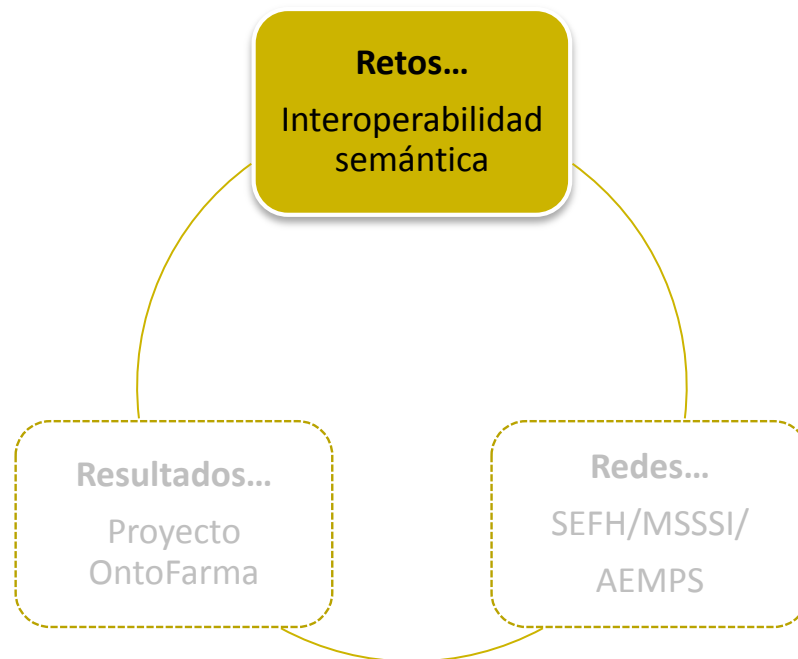 Retos…
Interoperabilidad
semántica
Resultados…
Proyecto
OntoFarma
Redes…
SEFH/MSSSI/
AEMPS